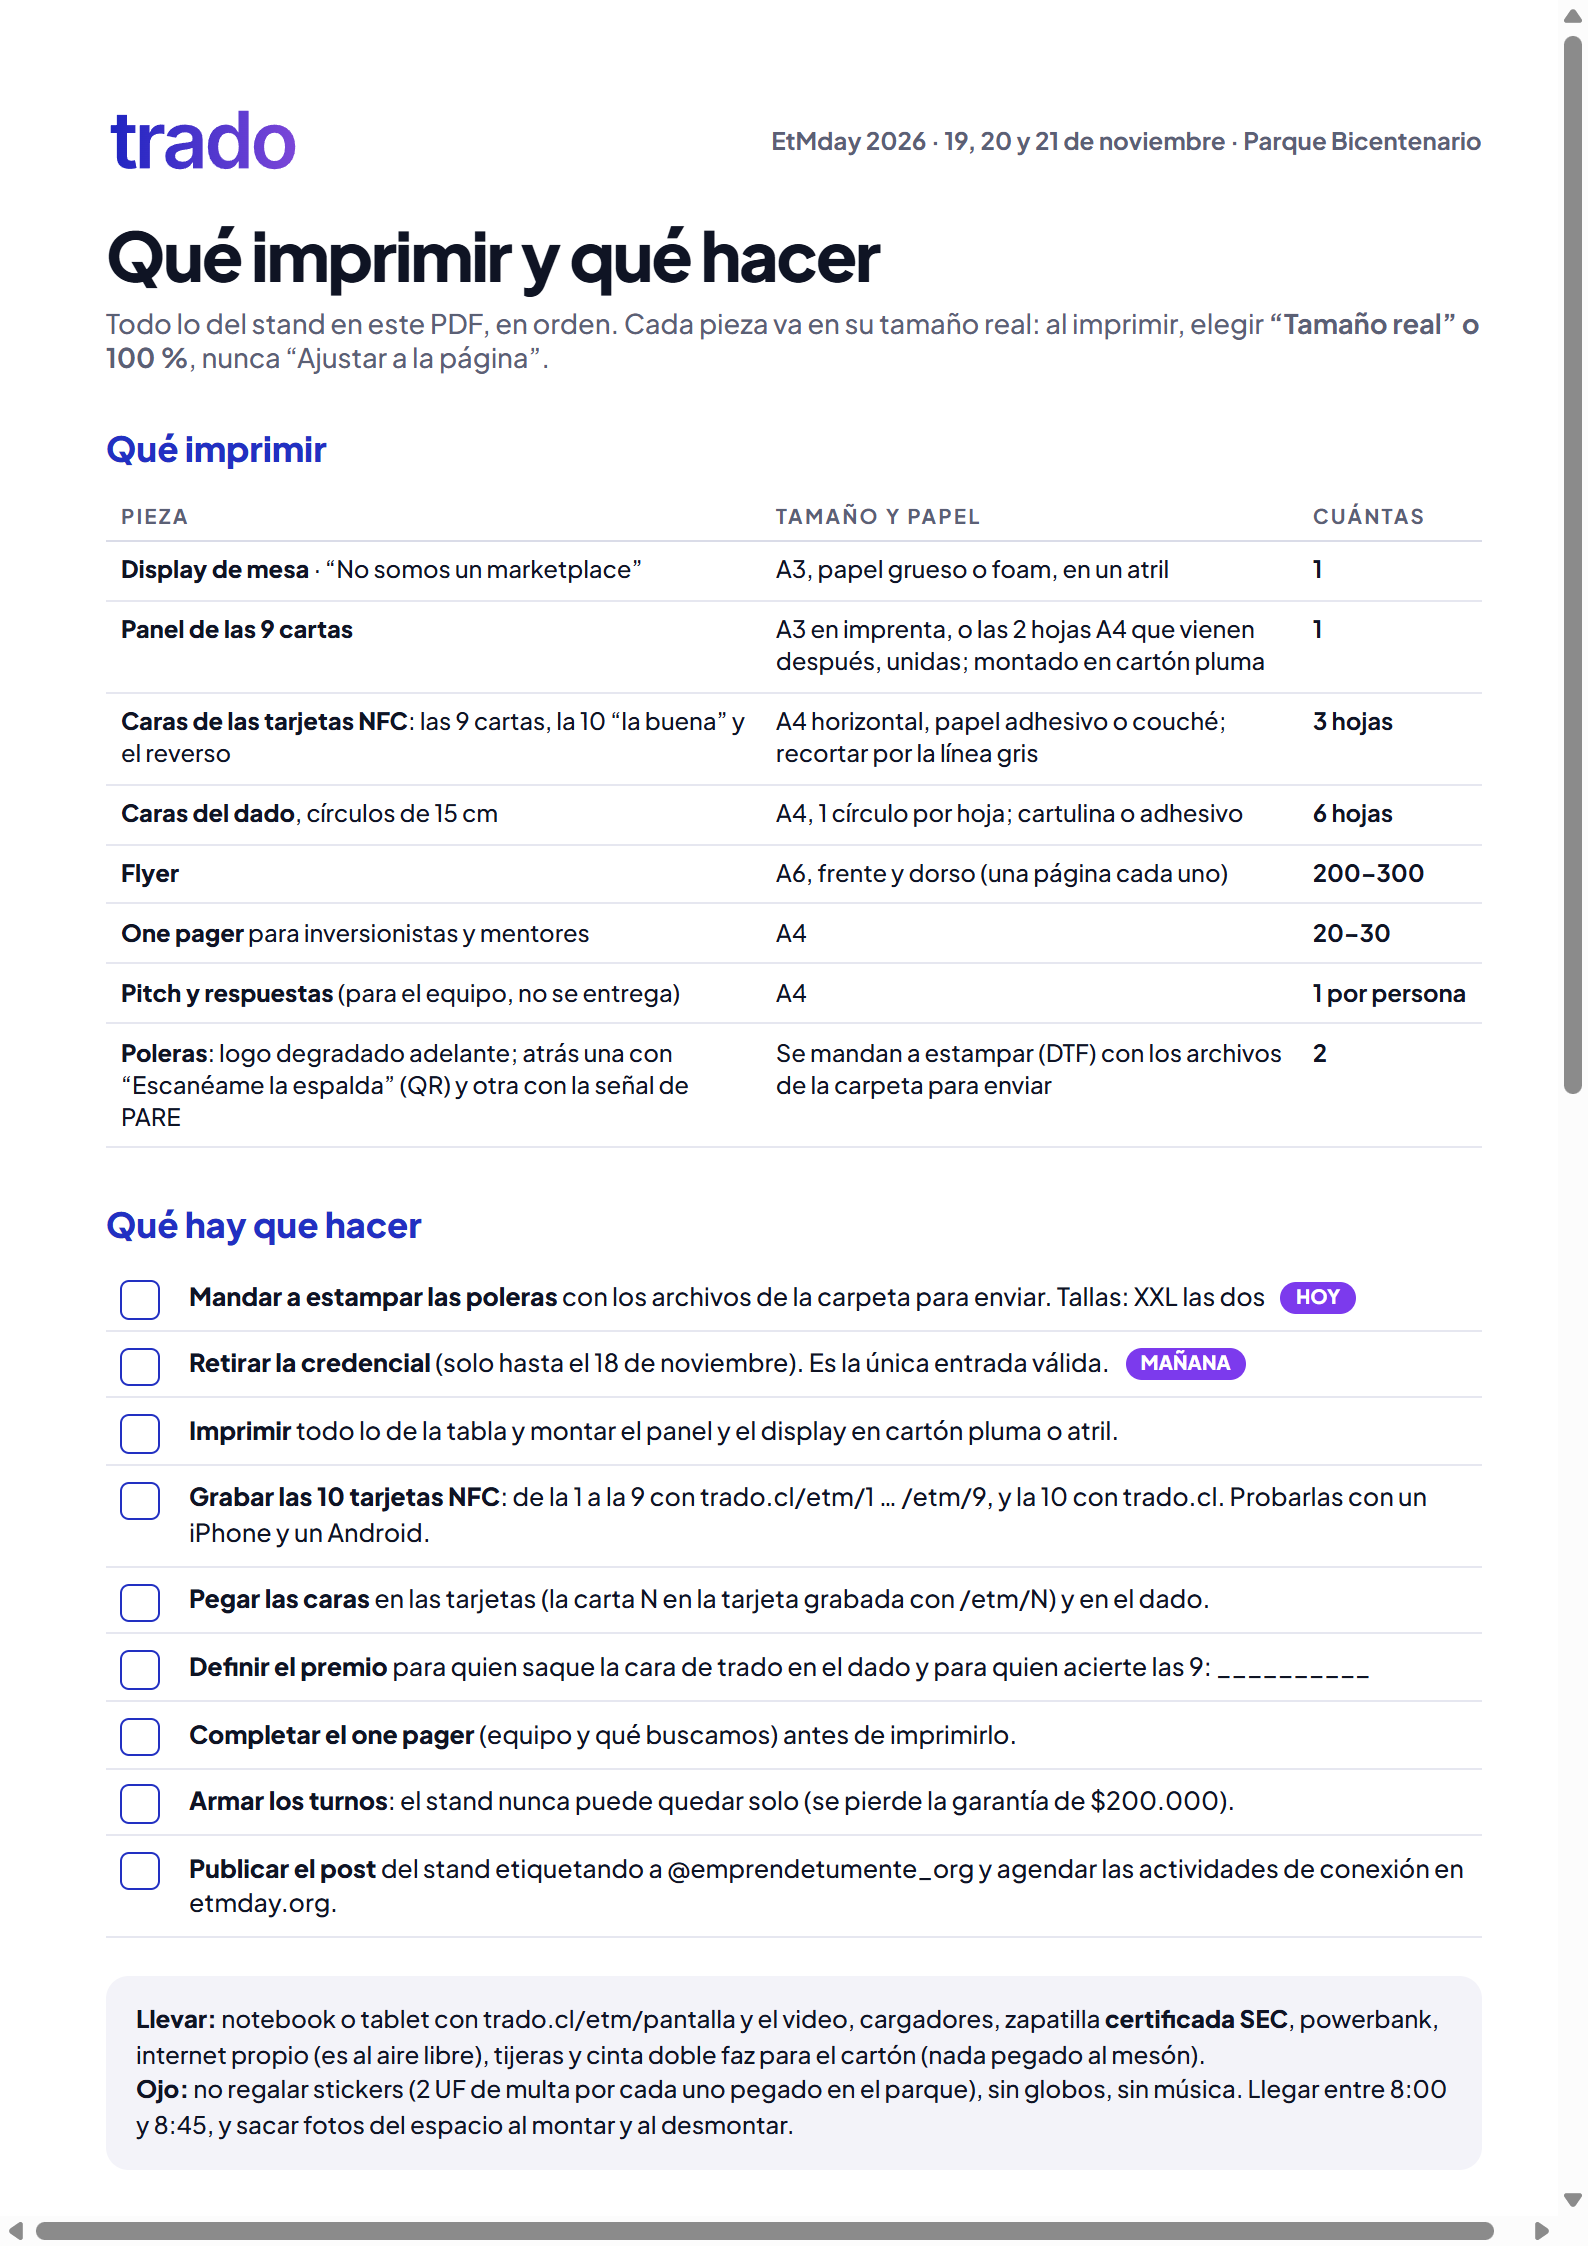 trado
EtMday 2026 · 19, 20 y 21 de noviembre · Parque Bicentenario
Qué imprimir y qué hacer
Todo lo del stand en este PDF, en orden. Cada pieza va en su tamaño real: al imprimir, elegir “Tamaño real” o
100 %, nunca “Ajustar a la página”.
Qué imprimir
PIEZA TAMAÑO Y PAPEL CUÁNTAS
Display de mesa · “No somos un marketplace” A3, papel grueso o foam, en un atril 1
Panel de las 9 cartas A3 en imprenta, o las 2 hojas A4 que vienen 1
después, unidas; montado en cartón pluma
Caras de las tarjetas NFC: las 9 cartas, la 10 “la buena” y A4 horizontal, papel adhesivo o couché; 3 hojas
el reverso recortar por la línea gris
Caras del dado, círculos de 15 cm A4, 1 círculo por hoja; cartulina o adhesivo 6 hojas
Flyer A6, frente y dorso (una página cada uno) 200–300
One pager para inversionistas y mentores A4 20–30
Pitch y respuestas (para el equipo, no se entrega) A4 1 por persona
Poleras: logo degradado adelante; atrás una con Se mandan a estampar (DTF) con los archivos 2
“Escanéame la espalda” (QR) y otra con la señal de de la carpeta para enviar
PARE
Qué hay que hacer
Mandar a estampar las poleras con los archivos de la carpeta para enviar. Tallas: XXL las dos HOY
Retirar la credencial (solo hasta el 18 de noviembre). Es la única entrada válida. MAÑANA
Imprimir todo lo de la tabla y montar el panel y el display en cartón pluma o atril.
Grabar las 10 tarjetas NFC: de la 1 a la 9 con trado.cl/etm/1 … /etm/9, y la 10 con trado.cl. Probarlas con un
iPhone y un Android.
Pegar las caras en las tarjetas (la carta N en la tarjeta grabada con /etm/N) y en el dado.
Definir el premio para quien saque la cara de trado en el dado y para quien acierte las 9: __________
Completar el one pager (equipo y qué buscamos) antes de imprimirlo.
Armar los turnos: el stand nunca puede quedar solo (se pierde la garantía de $200.000).
Publicar el post del stand etiquetando a @emprendetumente_org y agendar las actividades de conexión en
etmday.org.
Llevar: notebook o tablet con trado.cl/etm/pantalla y el video, cargadores, zapatilla certificada SEC, powerbank,
internet propio (es al aire libre), tijeras y cinta doble faz para el cartón (nada pegado al mesón).
Ojo: no regalar stickers (2 UF de multa por cada uno pegado en el parque), sin globos, sin música. Llegar entre 8:00
y 8:45, y sacar fotos del espacio al montar y al desmontar.